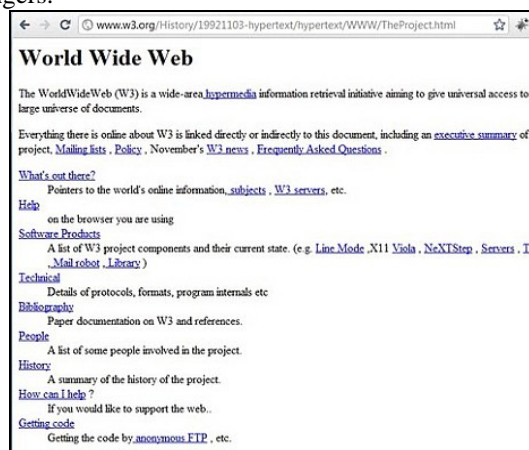 www.w3.org/History/19921103-hypertext/hypertext/WWW/TheProject.html
World Wide Web
The WorldWideWeb (W3) is a wide-area hypermedia information retrieval initiative aiming to give universal access to
large universe of documents.
Everything there is online about W3 is linked directly or indirectly to this document, including an executive summary of
project, Mailing lists , Policy , November's W3 news , Frequently Asked Questions .
What's out there?
Pointers to the world's online information, subjects , W3 servers, etc.
Help
on the browser you are using
Software Products
A list of W3 project components and their current state. (e.g. Line Mode ,X11 Viola , NeXTStep , Servers ,
, Mail robot , Library )
Technical
Details of protocols, formats, program internals etc
Bibliography
Paper documentation on W3 and references.
People
A list of some people involved in the project.
History
A summary of the history of the project.
How can I help ?
If you would like to support the web..
Getting code
Getting the code by anonymous FTP , etc.